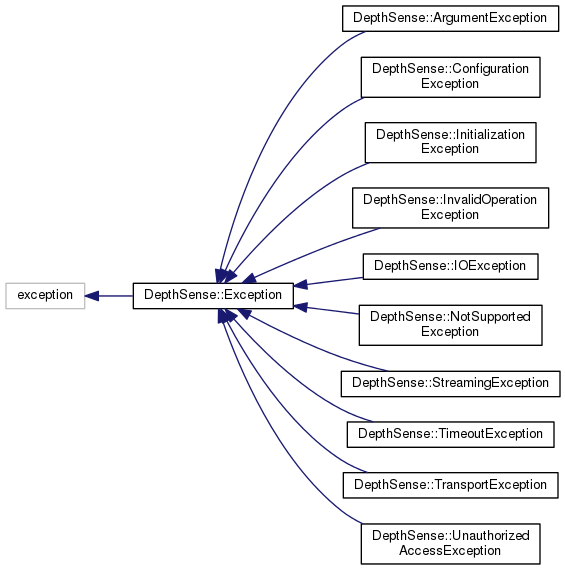 DepthSense::ArgumentException
DepthSense::Configuration
Exception
DepthSense::Initialization
Exception
DepthSense::InvalidOperation
Exception
DepthSense::IOException
exception
DepthSense::Exception
DepthSense::NotSupported
Exception
DepthSense::StreamingException
DepthSense::TimeoutException
DepthSense::TransportException
DepthSense::Unauthorized
AccessException